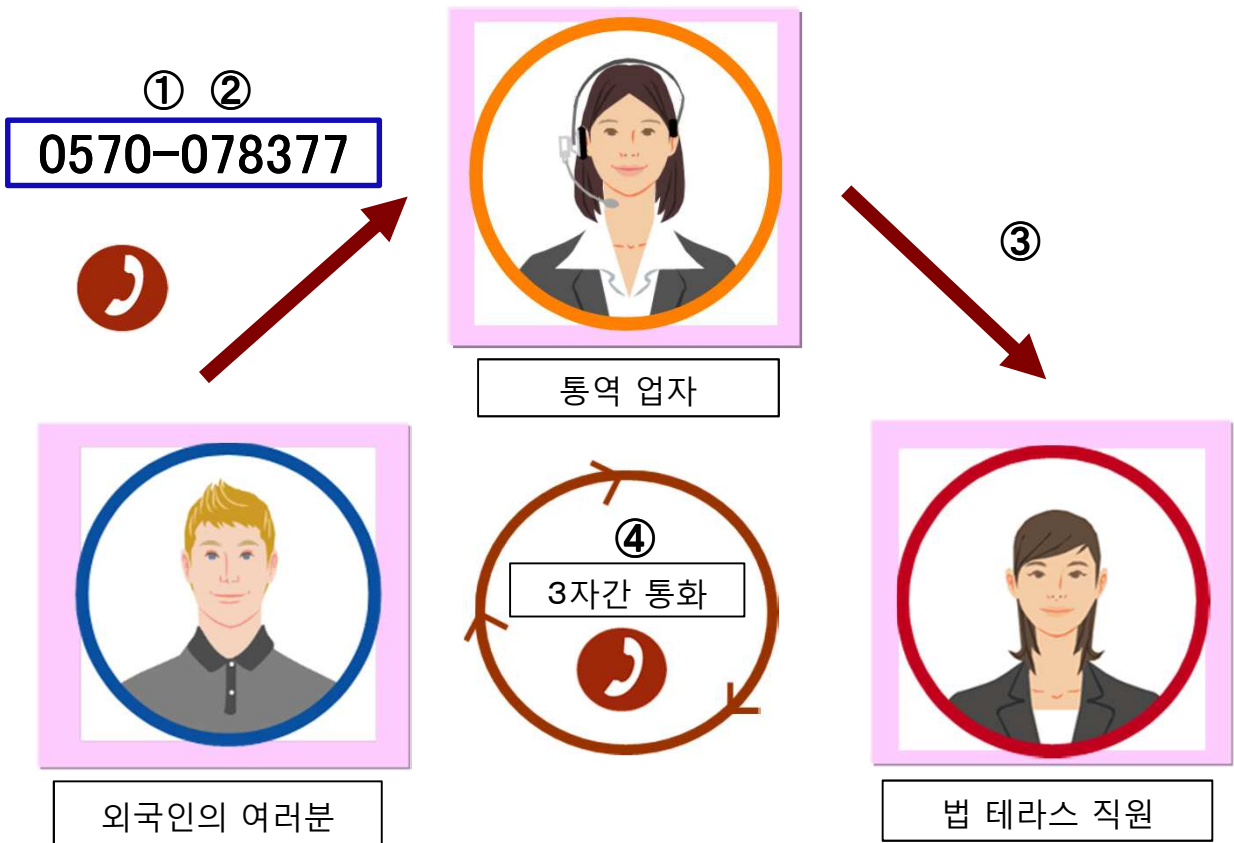 ① ②
0570-078377
③
통역 업자
④
3자간 통화
외국인의 여러분
법 테라스 직원